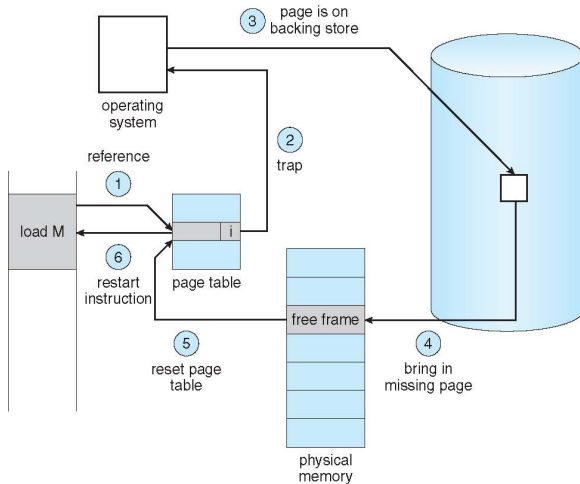 3
page is on
backing store
operating
system
2
trap
reference
1
load M
i
6
restart
instruction
page table
free frame
5
reset page
table
4
bring in
missing page
physical
memory